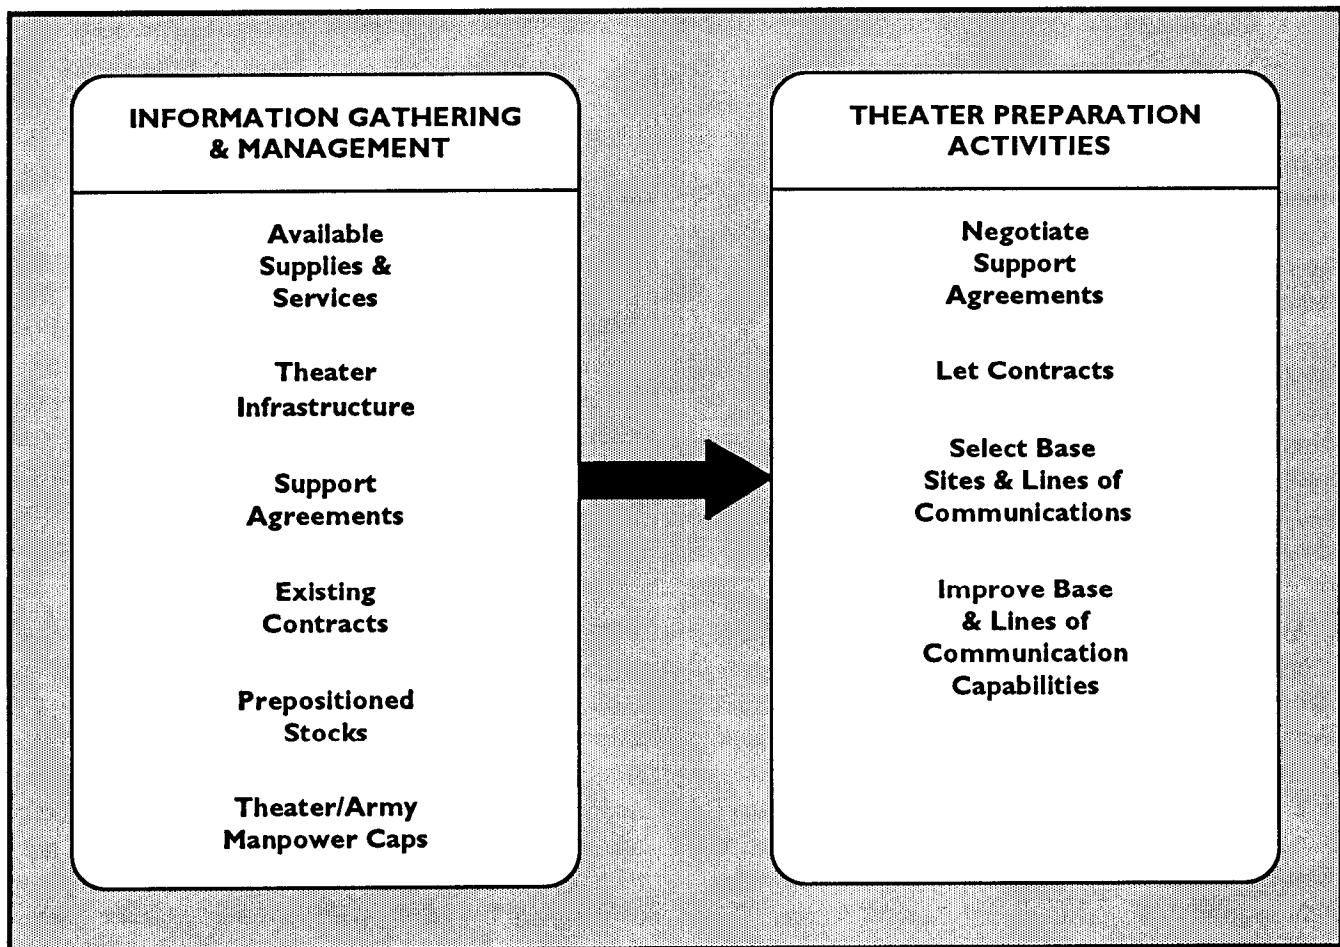 INFORMATION GATHERING
& MANAGEMENT
Available
Supplies &
Services
Theater
Infrastructure
Support
Agreements
Existing
Contracts
Prepositioned
Stocks
Theater/Army
Manpower Caps
THEATER PREPARATION
ACTIVITIES
Negotiate
Support
Agreements
Let Contracts
Select Base
Sites & Lines of
Communications
Improve Base
& Lines of
Communication
Capabilities